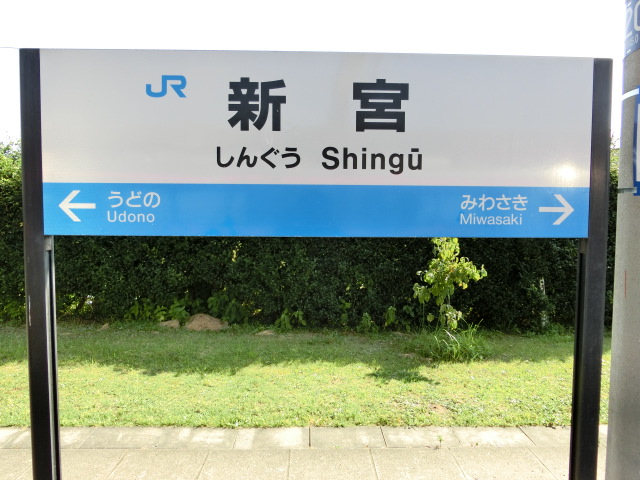 JR
新宮
しんぐう Shingū
← うどの
Udono
みわさき →
Miwasaki